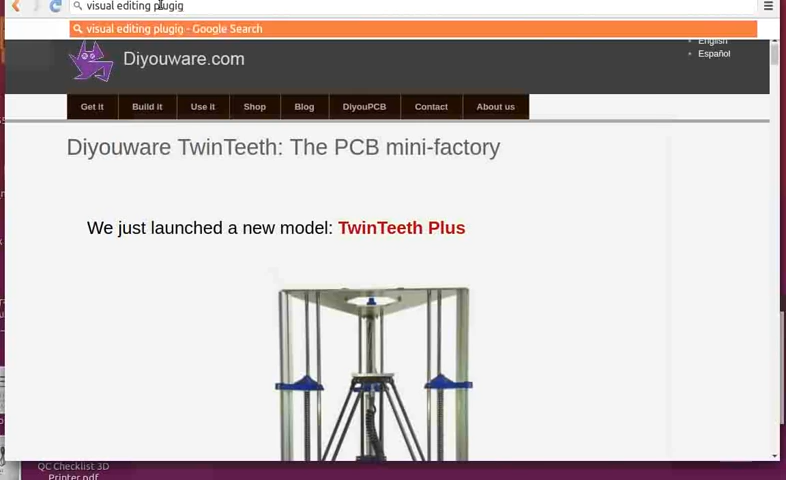 visual editing plugig
visual editing plugig - Google Search
English
Español
Diyouware.com
Get it
Build it
Use it
Shop
Blog
DiyouPCB
Contact
About us
Diyouware TwinTeeth: The PCB mini-factory
We just launched a new model: TwinTeeth Plus
QC Checklist 3D
Printer.pdf